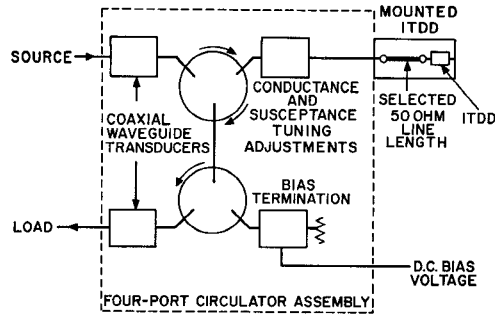 MOUNTED
ITDD
SOURCE
COAXIAL
WAVEGUIDE
TRANSDUCERS
CONDUCTANCE
AND
SUSCEPTANCE
TUNING
ADJUSTMENTS
SELECTED
50 OHM
LINE
LENGTH
ITDD
BIAS
TERMINATION
LOAD
D.C. BIAS
VOLTAGE
FOUR-PORT CIRCULATOR ASSEMBLY